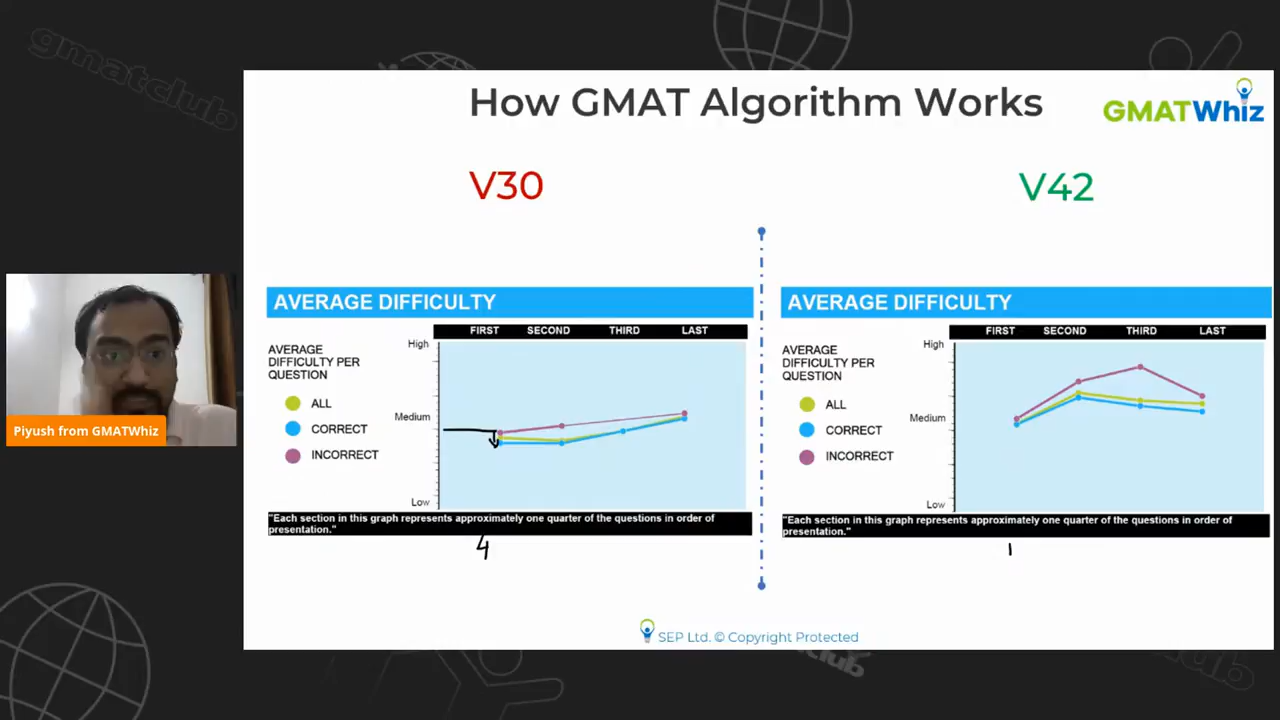 gmatclub
How GMAT Algorithm Works
GMATWhiz
V30
V42
AVERAGE DIFFICULTY
FIRST SECOND THIRD LAST
AVERAGE
DIFFICULTY PER
QUESTION
ALL
CORRECT
INCORRECT
High
Medium
Low
"Each section in this graph represents approximately one quarter of the questions in order of
presentation."
4
AVERAGE DIFFICULTY
FIRST SECOND THIRD LAST
AVERAGE
DIFFICULTY PER
QUESTION
ALL
CORRECT
INCORRECT
High
Medium
Low
"Each section in this graph represents approximately one quarter of the questions in order of
presentation."
Piyush from GMATWhiz
SEP Ltd. © Copyright Protected